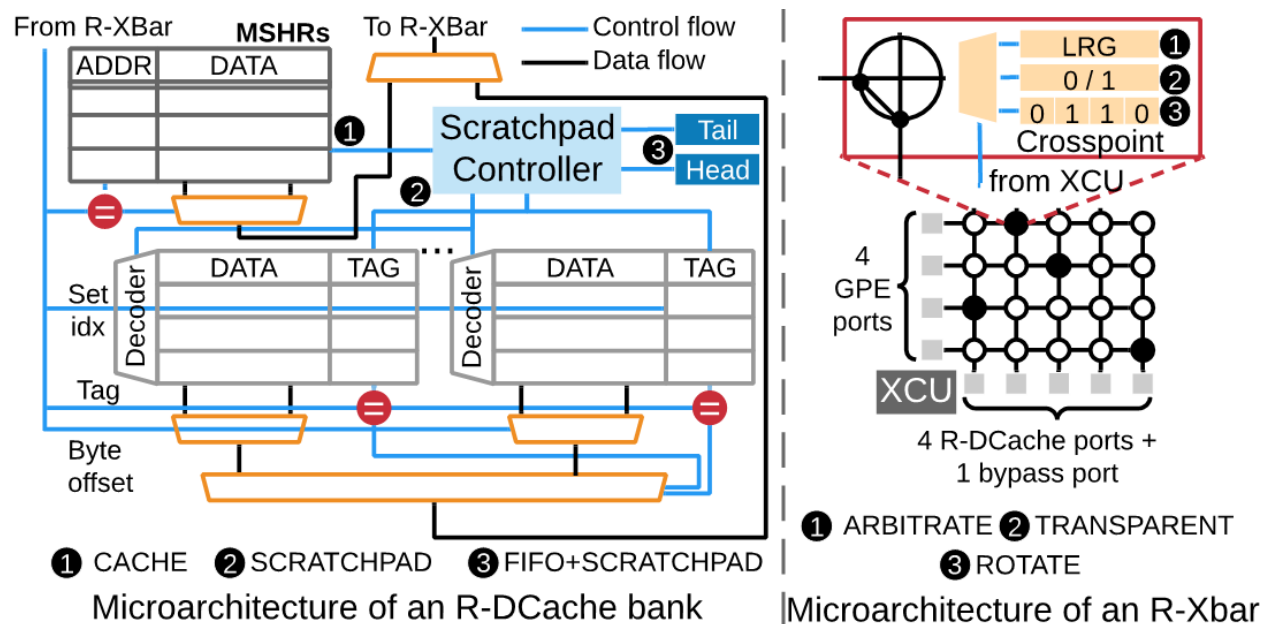 From R-XBar
MSHRs
To R-XBar
Control flow
Data flow
ADDR
DATA
1
Scratchpad
Controller
Tail
3
Head
2
=
DATA
TAG
...
DATA
TAG
Decoder
Decoder
Set
idx
Tag
=
=
Byte
offset
1 CACHE 2 SCRATCHPAD 3 FIFO+SCRATCHPAD
Microarchitecture of an R-DCache bank
LRG 1
0 / 1 2
0 1 1 0 3
Crosspoint
from XCU
4
GPE
ports
XCU
4 R-DCache ports +
1 bypass port
1 ARBITRATE 2 TRANSPARENT
3 ROTATE
Microarchitecture of an R-Xbar